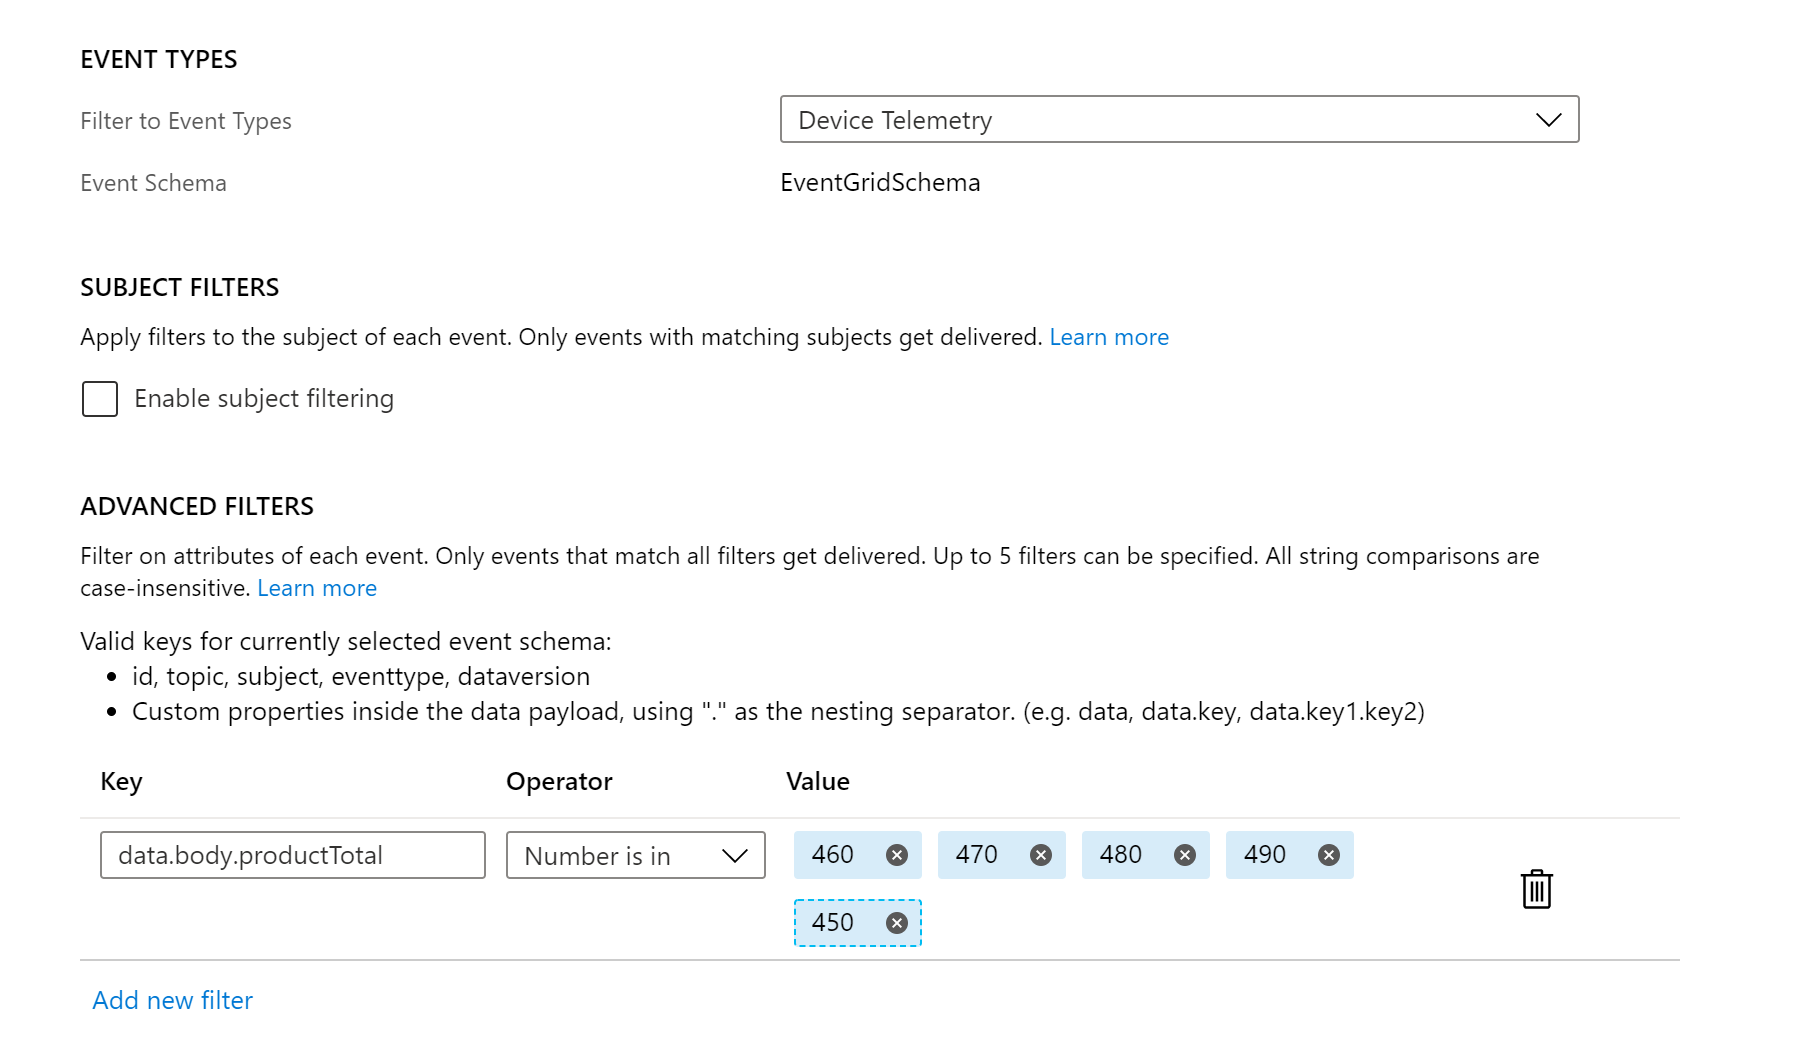 EVENT TYPES
Filter to Event Types
Device Telemetry
Event Schema
EventGridSchema
SUBJECT FILTERS
Apply filters to the subject of each event. Only events with matching subjects get delivered. Learn more
Enable subject filtering
ADVANCED FILTERS
Filter on attributes of each event. Only events that match all filters get delivered. Up to 5 filters can be specified. All string comparisons are
case-insensitive. Learn more
Valid keys for currently selected event schema:
• id, topic, subject, eventtype, dataversion
• Custom properties inside the data payload, using "." as the nesting separator. (e.g. data, data.key, data.key1.key2)
Key Operator Value
data.body.productTotal Number is in 460 470 480 490
450
Add new filter